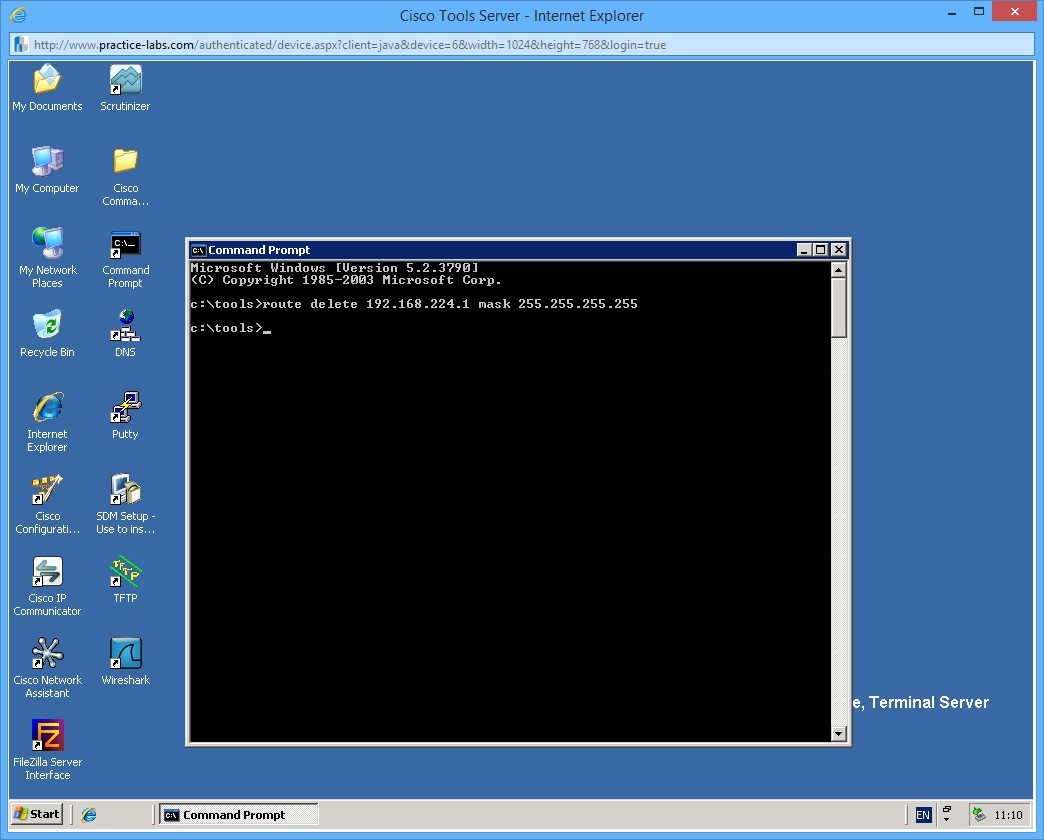 Cisco Tools Server - Internet Explorer
http://www.practice-labs.com/authenticated/device.aspx?client=java&device=6&width=1024&height=768&login=true
My Documents
Scrutinizer
My Computer
Cisco
Comma...
My Network
Places
Command
Prompt
Recycle Bin
DNS
Internet
Explorer
Putty
Cisco
Configurati...
SDM Setup -
Use to ins...
Cisco IP
Communicator
TFTP
Cisco Network
Assistant
Wireshark
FileZilla Server
Interface
Command Prompt
Microsoft Windows [Version 5.2.3790]
(C) Copyright 1985-2003 Microsoft Corp.
c:\tools>route delete 192.168.224.1 mask 255.255.255.255
c:\tools>_
e, Terminal Server
Start
Command Prompt
EN
11:10